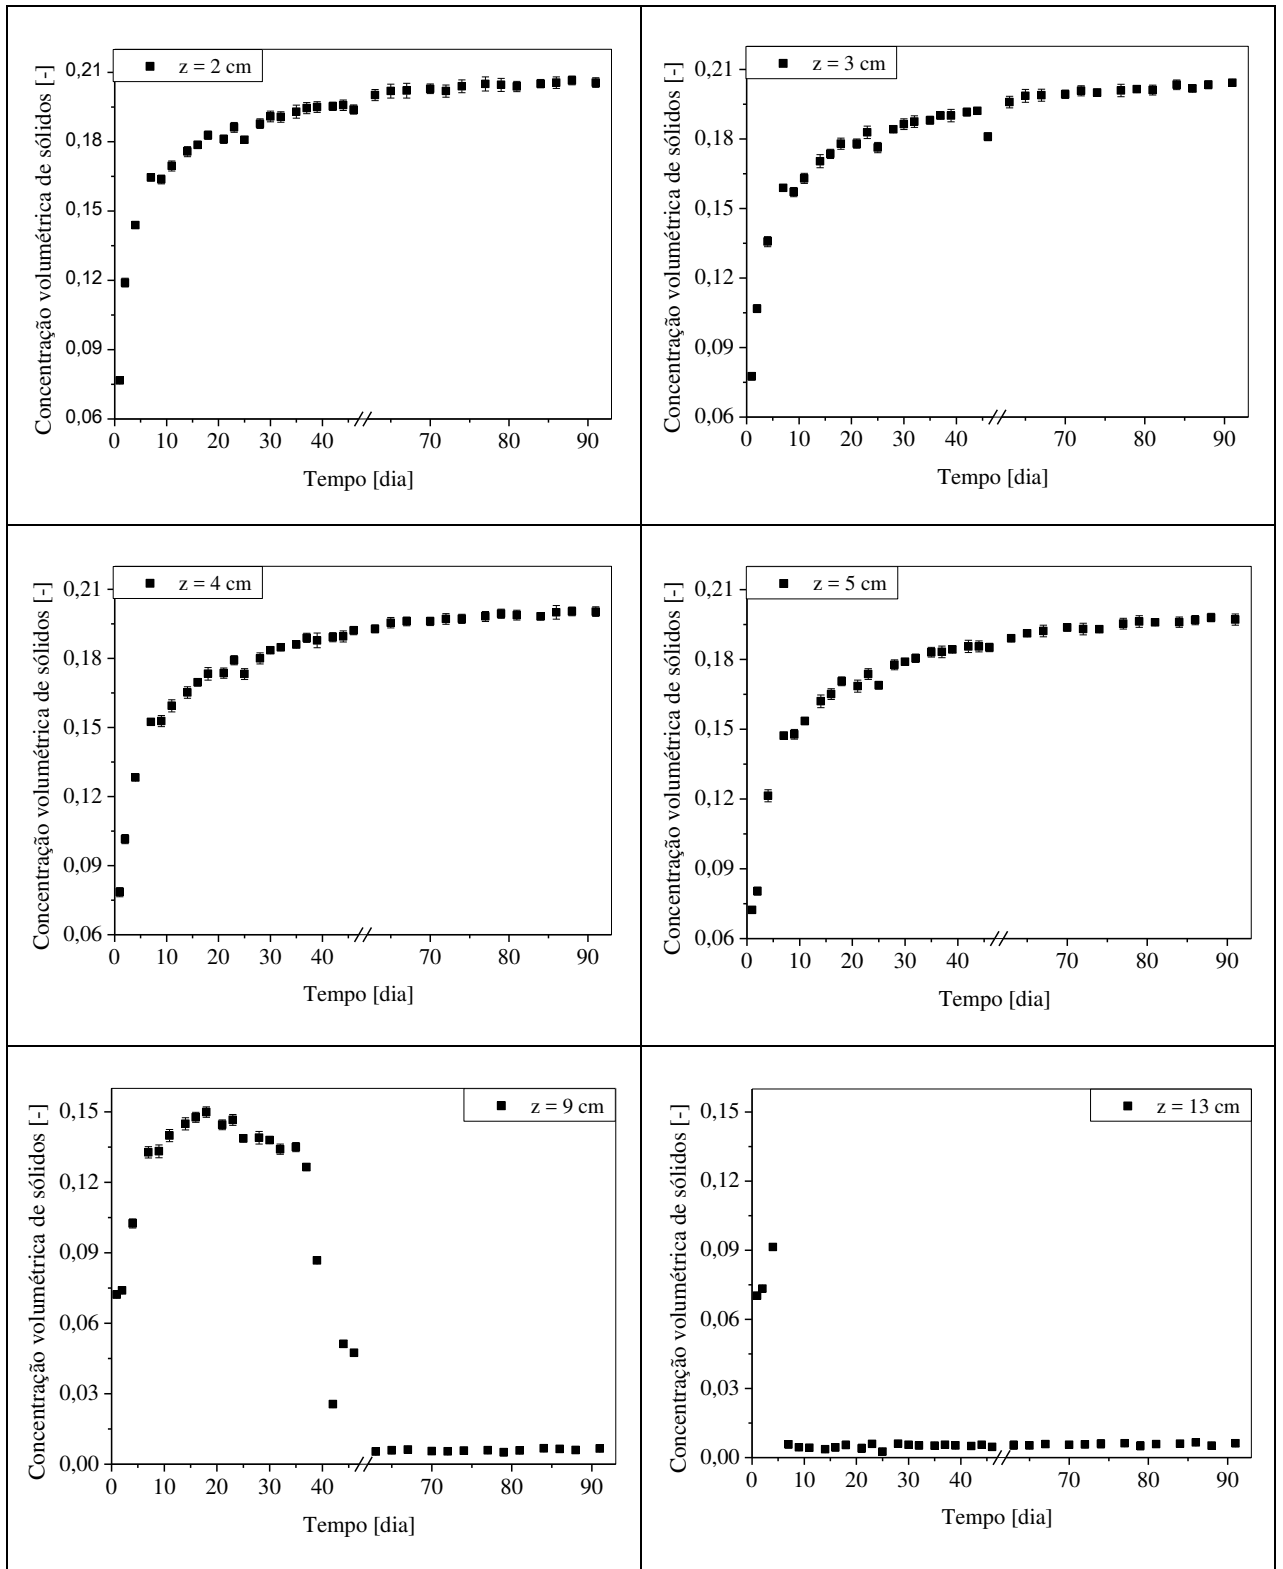 z = 2 cm
Concentração volumétrica de sólidos [-]
0,21
0,18
0,15
0,12
0,09
0,06
0 10 20 30 40 70 80 90
Tempo [dia]
z = 3 cm
Concentração volumétrica de sólidos [-]
0,21
0,18
0,15
0,12
0,09
0,06
0 10 20 30 40 70 80 90
Tempo [dia]
z = 4 cm
Concentração volumétrica de sólidos [-]
0,21
0,18
0,15
0,12
0,09
0,06
0 10 20 30 40 70 80 90
Tempo [dia]
z = 5 cm
Concentração volumétrica de sólidos [-]
0,21
0,18
0,15
0,12
0,09
0,06
0 10 20 30 40 70 80 90
Tempo [dia]
z = 9 cm
Concentração volumétrica de sólidos [-]
0,15
0,12
0,09
0,06
0,03
0,00
0 10 20 30 40 70 80 90
Tempo [dia]
z = 13 cm
Concentração volumétrica de sólidos [-]
0,15
0,12
0,09
0,06
0,03
0,00
0 10 20 30 40 70 80 90
Tempo [dia]